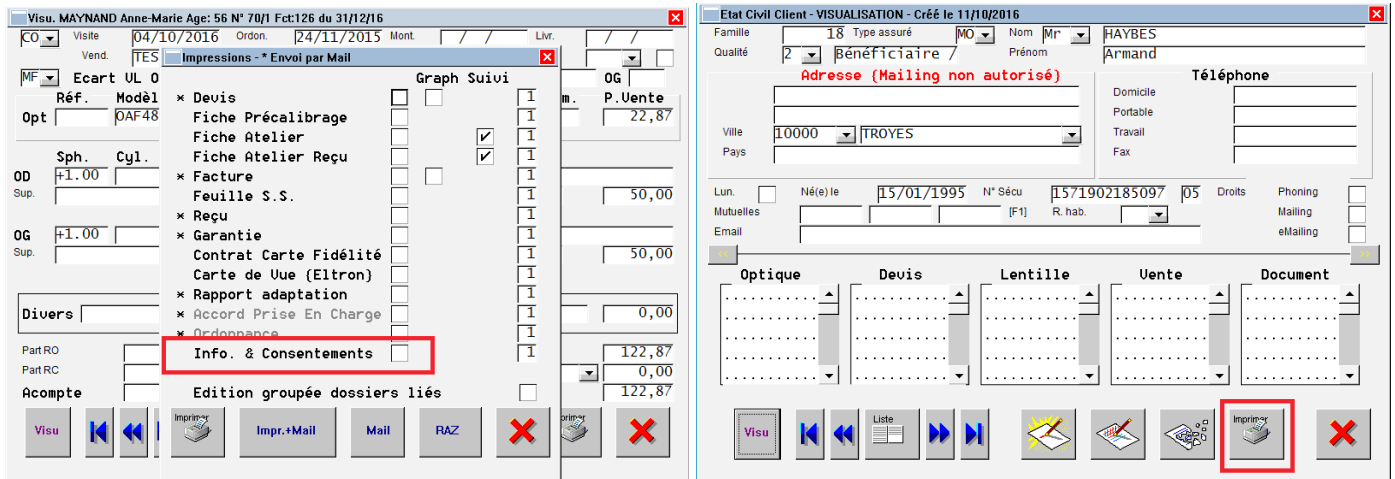 Visu. MAYNAND Anne-Marie Age: 56 N° 70/1 Fct:126 du 31/12/16
CO Visite 04/10/2016 Ordon. 24/11/2015 Mont. / / Livr. / /
Vend. TES
MF Ecart VL O OG
Réf. Modèl m. P.Vente
Opt OAF48 22,87
Sph. Cyl.
OD +1.00
Sup. 50,00
OG +1.00
Sup. 50,00
Divers 0,00
Part RO 122,87
Part RC 0,00
Acompte 122,87
Visu
Impressions - * Envoi par Mail
Graph Suivi
* Devis 1
Fiche Précalibrage 1
Fiche Atelier 1
Fiche Atelier Reçu 1
* Facture 1
Feuille S.S. 1
* Reçu 1
* Garantie 1
Contrat Carte Fidélité 1
Carte de Vue (Eltron) 1
* Rapport adaptation 1
* Accord Prise En Charge 1
* Ordonnance 1
Info. & Consentements 1
Edition groupée dossiers liés
Imprimer Impr.+Mail Mail RAZ
primer
Etat Civil Client - VISUALISATION - Créé le 11/10/2016
Famille 18 Type assuré MO Nom Mr HAYBES
Qualité 2 Bénéficiaire / Prénom Armand
Adresse (Mailing non autorisé)
Ville 10000 TROYES
Pays
Téléphone
Domicile
Portable
Travail
Fax
Lun. Né(e) le 15/01/1995 N° Sécu 1571902185097 05 Droits Phoning
Mutuelles [F1] R. hab. Mailing
Email eMailing
<< >>
Optique Devis Lentille Vente Document
Visu Liste Imprimer